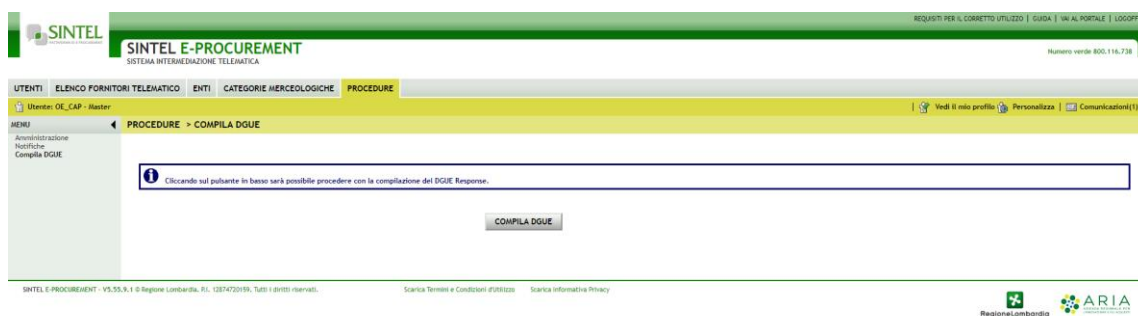 REQUISITI PER IL CORRETTO UTILIZZO | GUIDA | VAI AL PORTALE | LOGOFF
SINTEL
SINTEL E-PROCUREMENT
SISTEMA INTERMEDIAZIONE TELEMATICA
Numero verde 800.116.738
UTENTI ELENCO FORNITORI TELEMATICO ENTI CATEGORIE MERCEOLOGICHE PROCEDURE
Utente: OE_CAP - Master | Vedi il mio profilo Personalizza | Comunicazioni(1)
MENU PROCEDURE > COMPILA DGUE
Amministrazione
Notifiche
Compila DGUE
Cliccando sul pulsante in basso sarà possibile procedere con la compilazione del DGUE Response.
COMPILA DGUE
SINTEL E-PROCUREMENT - V5.55.9.1 © Regione Lombardia. P.I. 12874720159. Tutti i diritti riservati. Scarica Termini e Condizioni d'Utilizzo Scarica Informativa Privacy
RegioneLombardia
ARIA